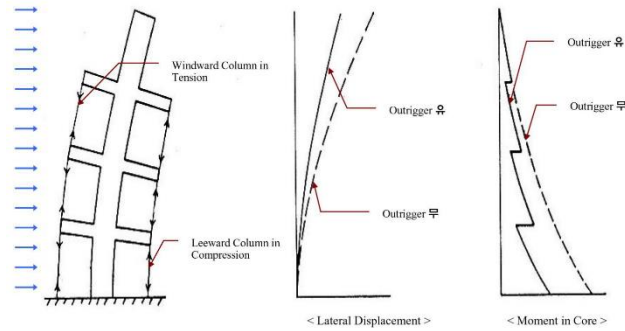 Windward Column in
Tension
Leeward Column in
Compression
Outrigger 유
Outrigger 무
< Lateral Displacement >
Outrigger 유
Outrigger 무
< Moment in Core >